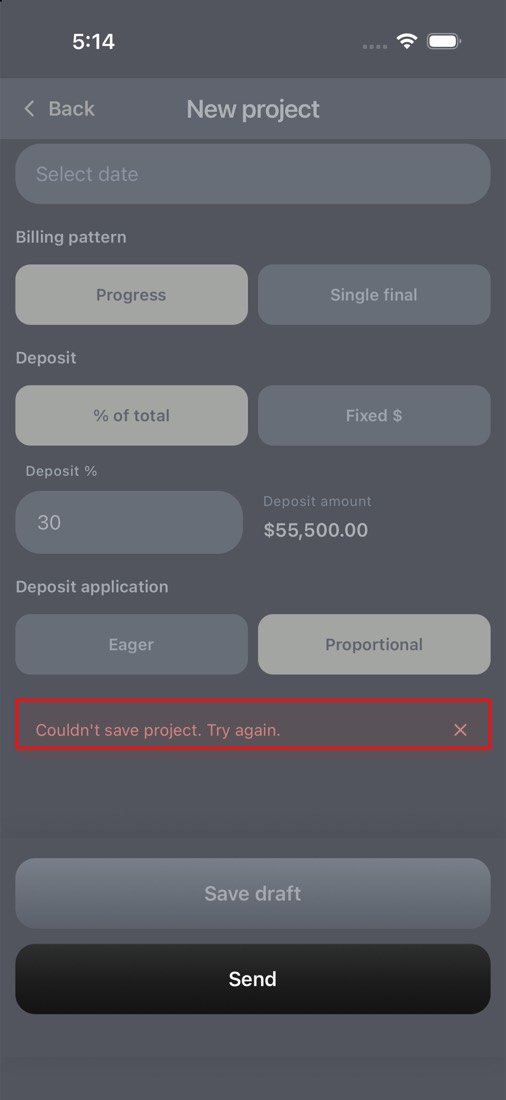 5:14
Back
New project
Select date
Billing pattern
Progress
Single final
Deposit
% of total
Fixed $
Deposit %
30
Deposit amount
$55,500.00
Deposit application
Eager
Proportional
Couldn't save project. Try again.
Save draft
Send